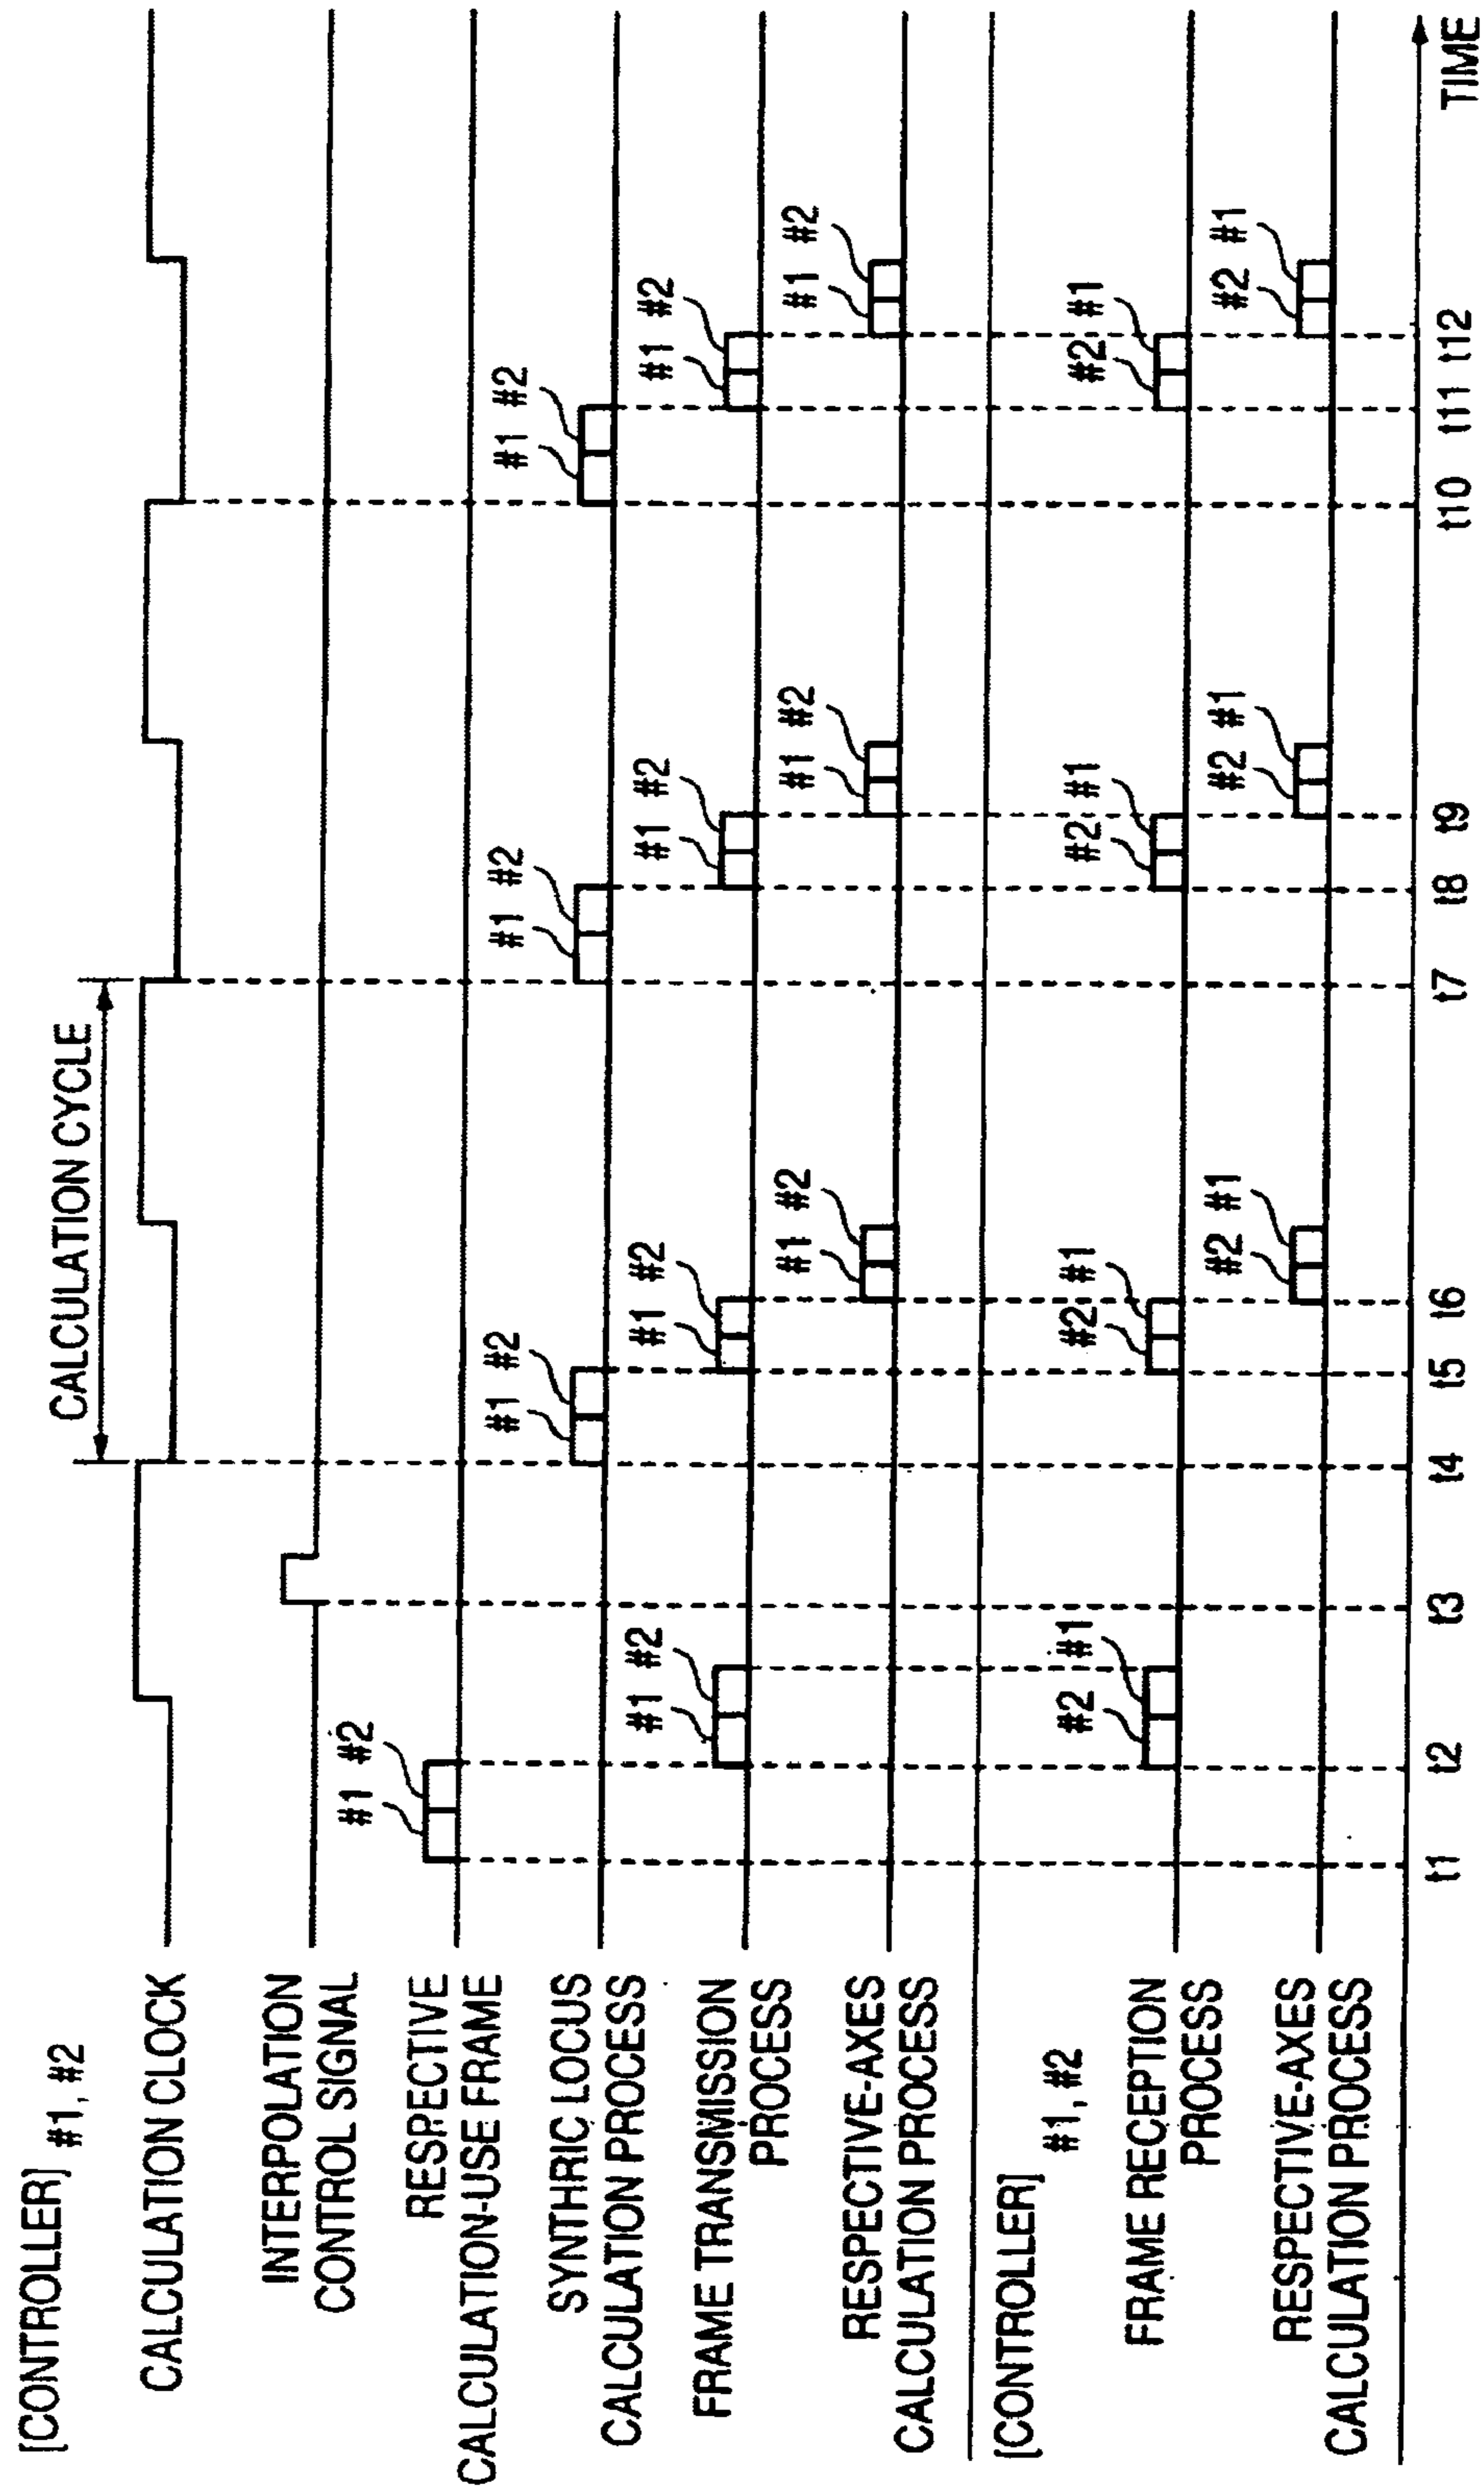 [CONTROLLER] #1, #2
CALCULATION CYCLE
CALCULATION CLOCK
INTERPOLATION
CONTROL SIGNAL
RESPECTIVE
CALCULATION-USE FRAME
#1 #2
SYNTHRIC LOCUS
CALCULATION PROCESS
#1 #2 #1 #2 #1 #2
FRAME TRANSMISSION
PROCESS
#1 #2 #1 #2 #1 #2 #1 #2
RESPECTIVE-AXES
CALCULATION PROCESS
#1 #2 #1 #2 #1 #2
[CONTROLLER]
#1, #2
FRAME RECEPTION
PROCESS
#2 #1 #2 #1 #2 #1 #2 #1
RESPECTIVE-AXES
CALCULATION PROCESS
#2 #1 #2 #1 #2 #1
t1 t2 t3 t4 t5 t6 t7 t8 t9 t10 t11 t12
TIME